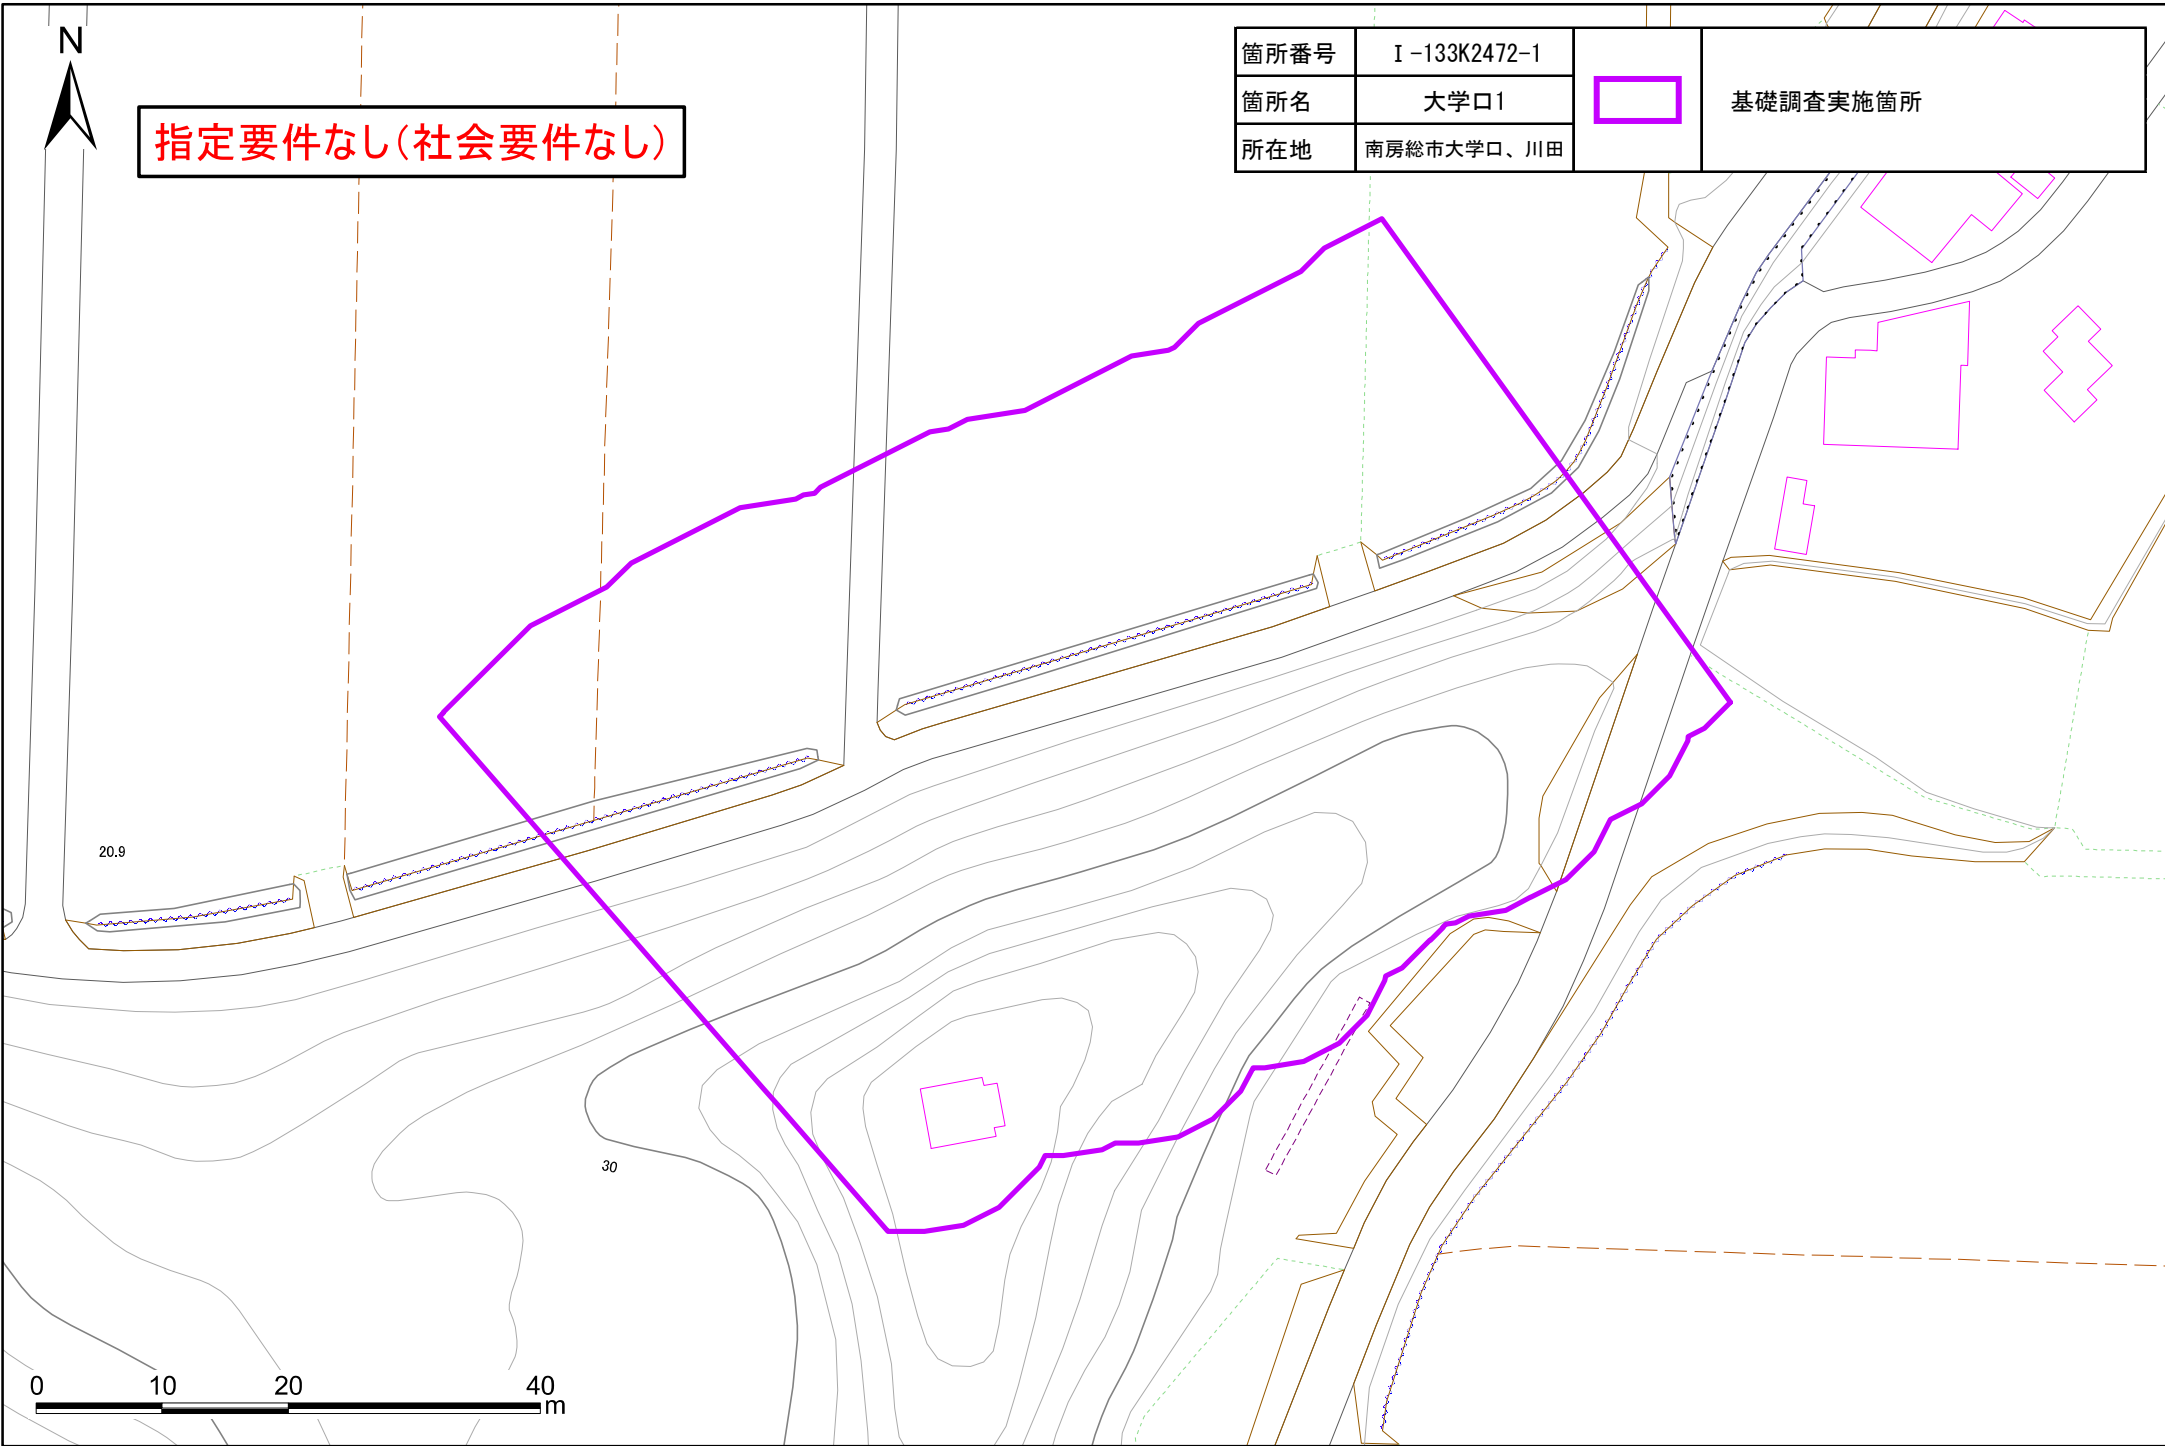 N
指定要件なし(社会要件なし)
箇所番号 Ⅰ-133K2472-1
箇所名 大学口1
所在地 南房総市大学口、川田
基礎調査実施箇所
20.9
30
0 10 20 40
m